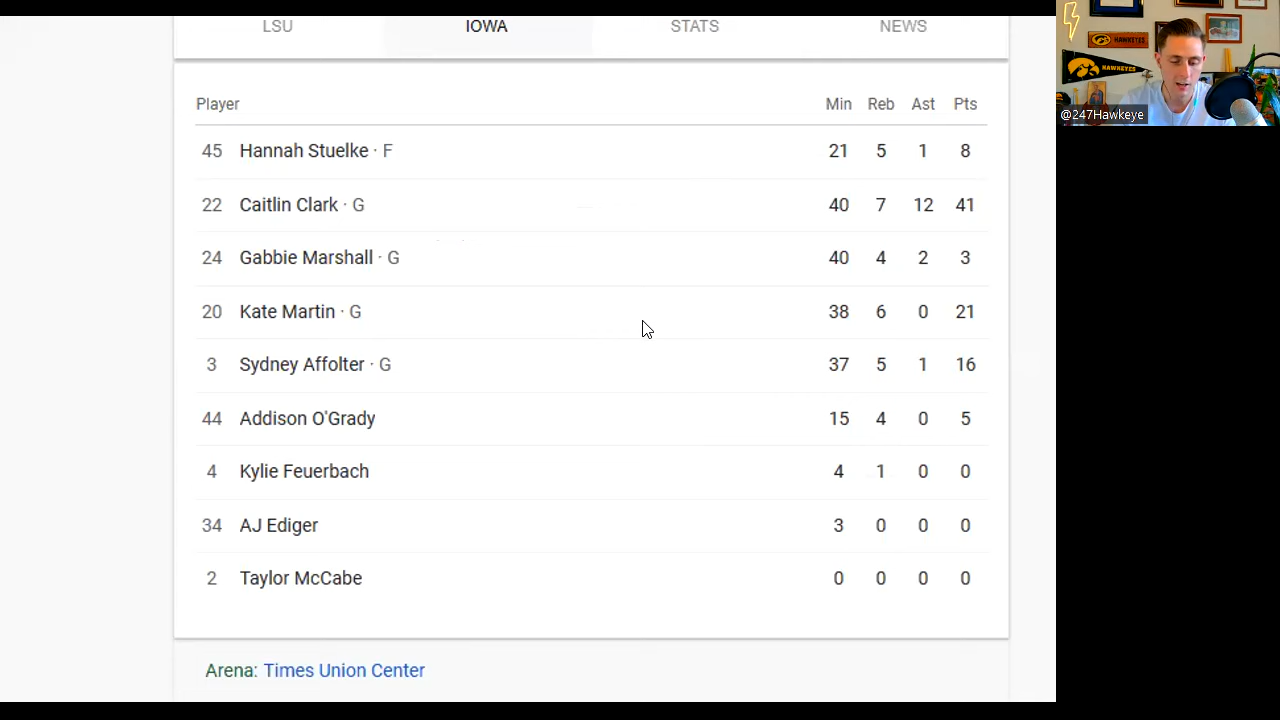 LSU IOWA STATS NEWS
Player Min Reb Ast Pts
45 Hannah Stuelke · F 21 5 1 8
22 Caitlin Clark · G 40 7 12 41
24 Gabbie Marshall · G 40 4 2 3
20 Kate Martin · G 38 6 0 21
3 Sydney Affolter · G 37 5 1 16
44 Addison O'Grady 15 4 0 5
4 Kylie Feuerbach 4 1 0 0
34 AJ Ediger 3 0 0 0
2 Taylor McCabe 0 0 0 0
Arena: Times Union Center
HAWKEYES
HAWKEYES
@247Hawkeye